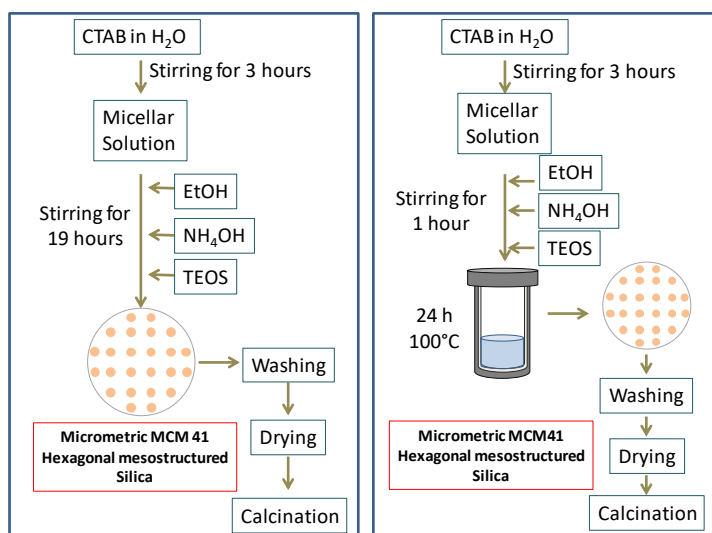 CTAB in H₂O
Stirring for 3 hours
Micellar
Solution
EtOH
Stirring for
19 hours
NH₄OH
TEOS
Washing
Drying
Calcination
Micrometric MCM 41
Hexagonal mesostructured
Silica
CTAB in H₂O
Stirring for 3 hours
Micellar
Solution
EtOH
Stirring for
1 hour
NH₄OH
TEOS
24 h
100°C
Washing
Drying
Calcination
Micrometric MCM41
Hexagonal mesostructured
Silica